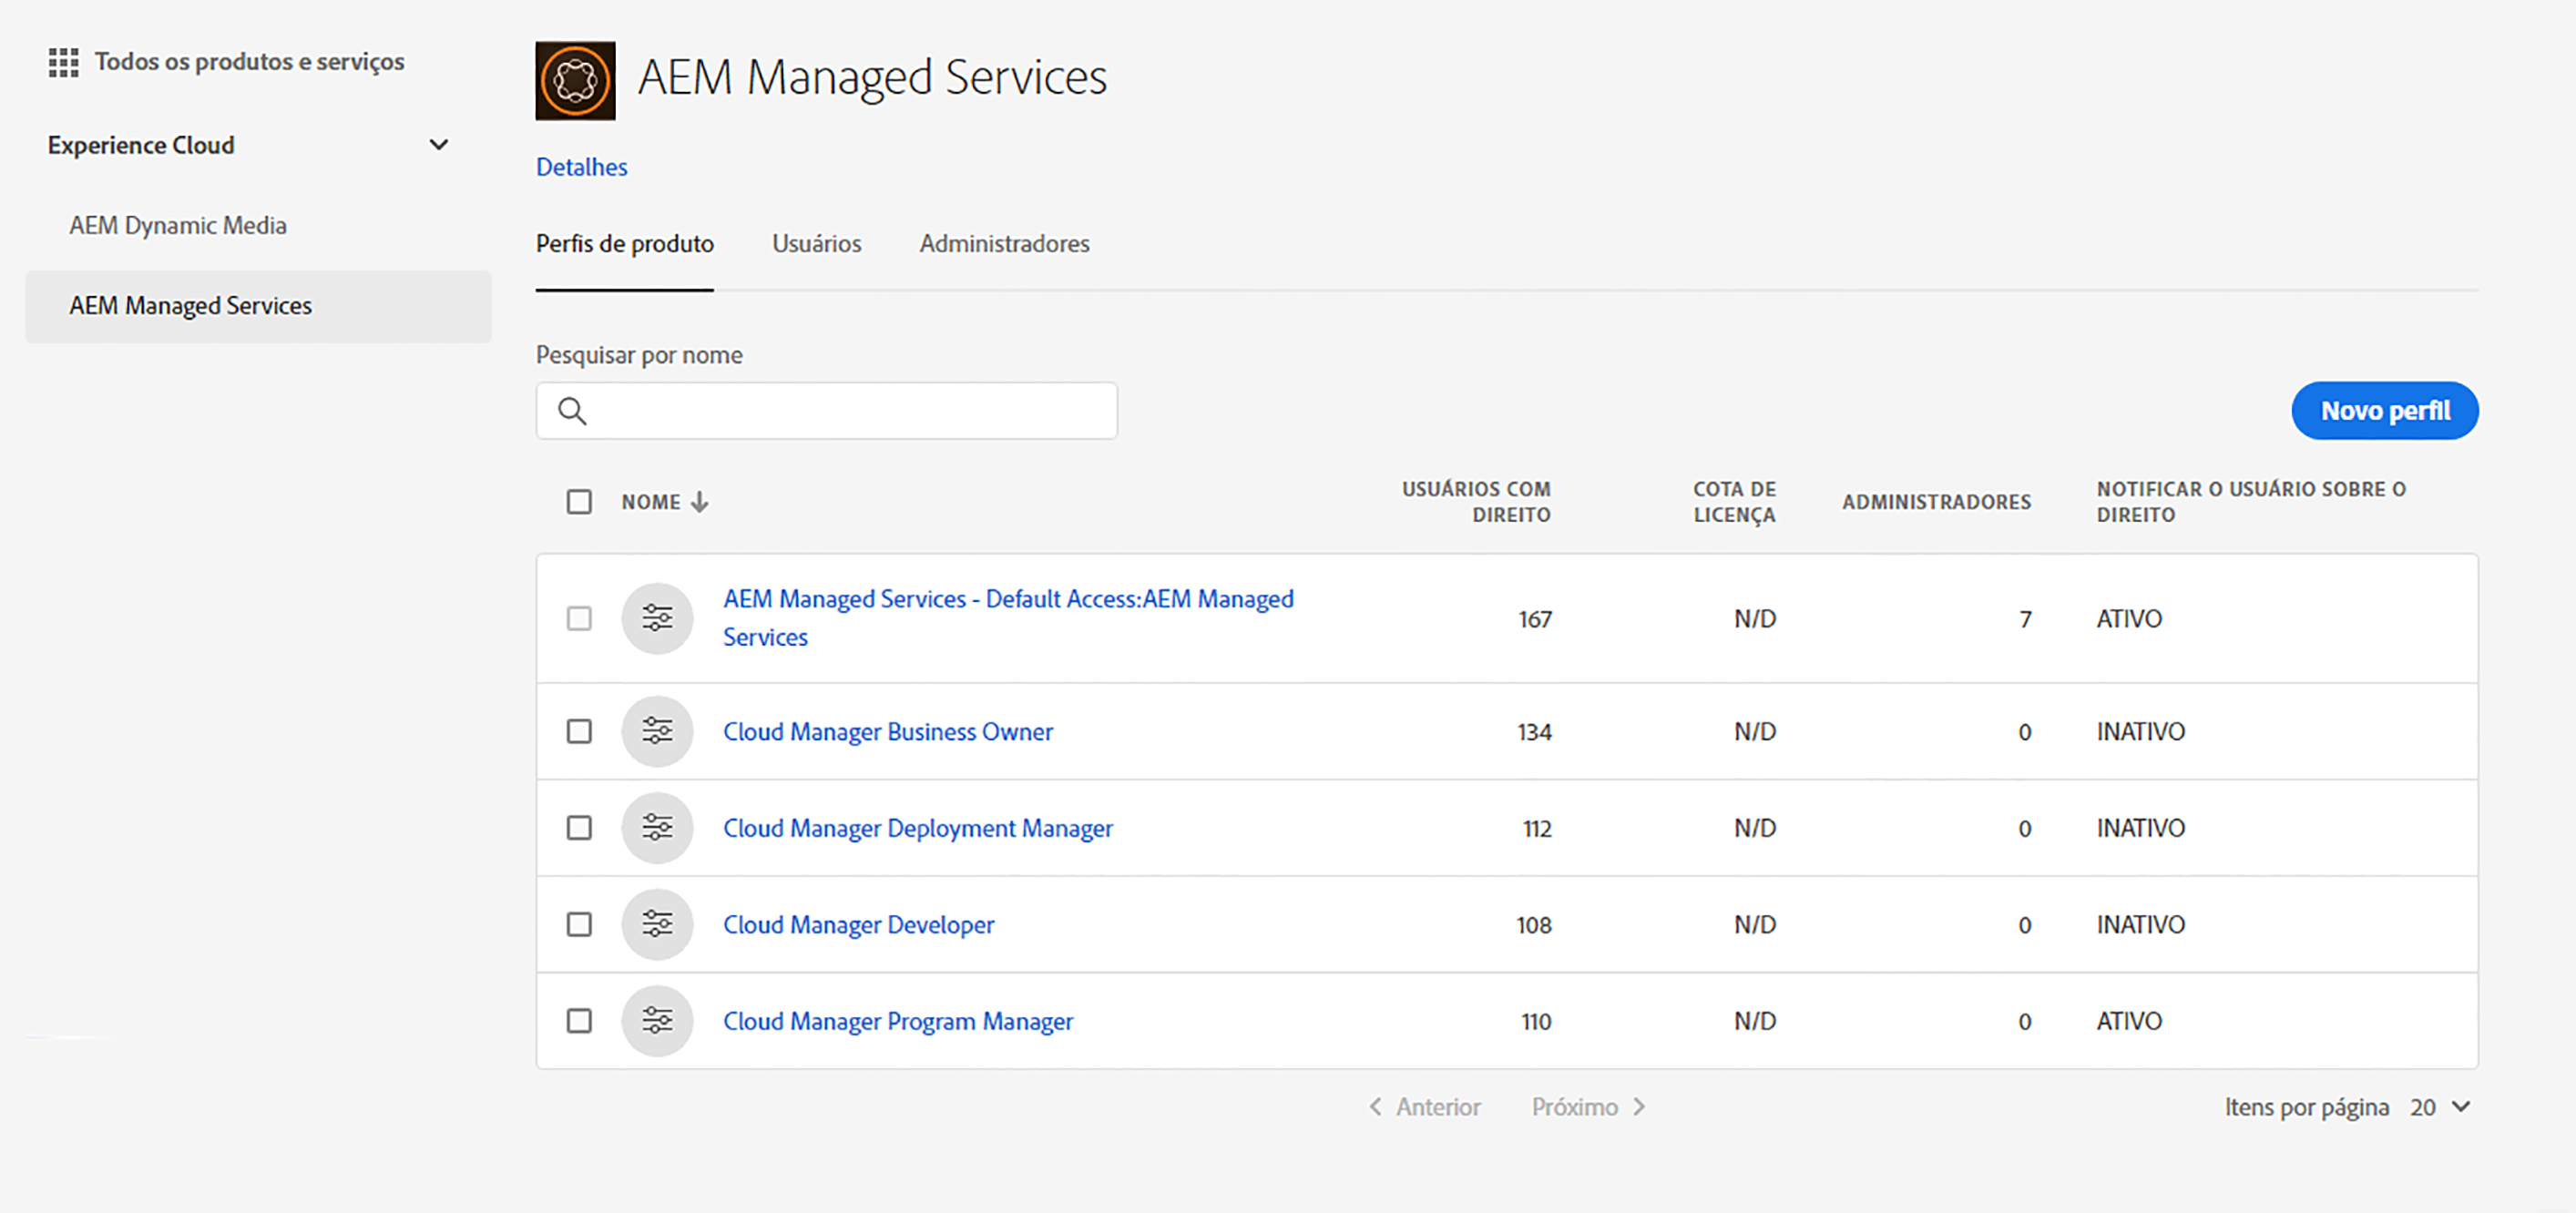 Todos os produtos e serviços
Experience Cloud
AEM Dynamic Media
AEM Managed Services
AEM Managed Services
Detalhes
Perfis de produto Usuários Administradores
Pesquisar por nome
Novo perfil
NOME
USUÁRIOS COM
DIREITO
COTA DE
LICENÇA
ADMINISTRADORES
NOTIFICAR O USUÁRIO SOBRE O
DIREITO
AEM Managed Services - Default Access:AEM Managed
Services
167 N/D 7 ATIVO
Cloud Manager Business Owner 134 N/D 0 INATIVO
Cloud Manager Deployment Manager 112 N/D 0 INATIVO
Cloud Manager Developer 108 N/D 0 INATIVO
Cloud Manager Program Manager 110 N/D 0 ATIVO
Anterior Próximo Itens por página 20